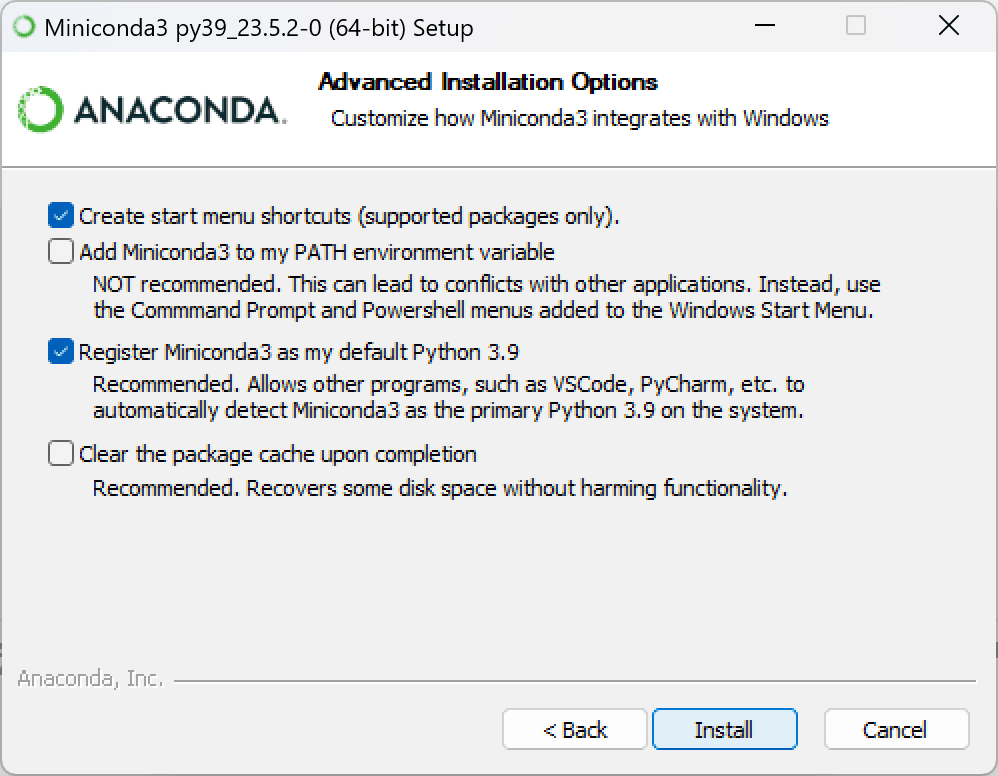 Miniconda3 py39_23.5.2-0 (64-bit) Setup
ANACONDA.
Advanced Installation Options
Customize how Miniconda3 integrates with Windows
Create start menu shortcuts (supported packages only).
Add Miniconda3 to my PATH environment variable
NOT recommended. This can lead to conflicts with other applications. Instead, use
the Commmand Prompt and Powershell menus added to the Windows Start Menu.
Register Miniconda3 as my default Python 3.9
Recommended. Allows other programs, such as VSCode, PyCharm, etc. to
automatically detect Miniconda3 as the primary Python 3.9 on the system.
Clear the package cache upon completion
Recommended. Recovers some disk space without harming functionality.
Anaconda, Inc.
< Back
Install
Cancel